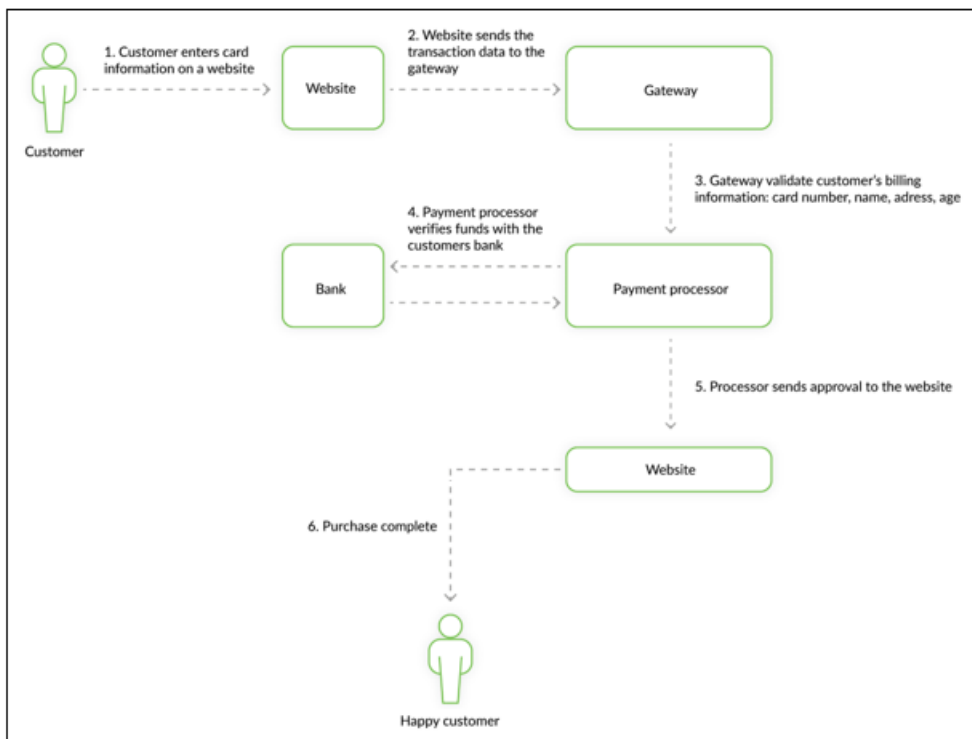 1. Customer enters card
information on a website
2. Website sends the
transaction data to the
gateway
Website
Gateway
Customer
3. Gateway validate customer's billing
information: card number, name, adress, age
4. Payment processor
verifies funds with the
customers bank
Bank
Payment processor
5. Processor sends approval to the website
Website
6. Purchase complete
Happy customer